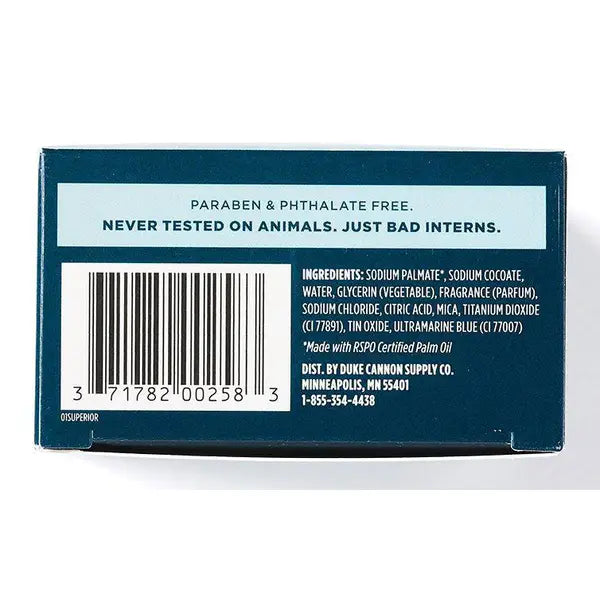 PARABEN & PHTHALATE FREE.
NEVER TESTED ON ANIMALS. JUST BAD INTERNS.
INGREDIENTS: SODIUM PALMATE*, SODIUM COCOATE,
WATER, GLYCERIN (VEGETABLE), FRAGRANCE (PARFUM),
SODIUM CHLORIDE, CITRIC ACID, MICA, TITANIUM DIOXIDE
(CI 77891), TIN OXIDE, ULTRAMARINE BLUE (CI 77007)
*Made with RSPO Certified Palm Oil
DIST. BY DUKE CANNON SUPPLY CO.
MINNEAPOLIS, MN 55401
1-855-354-4438
3 71782 00258 3
01SUPERIOR